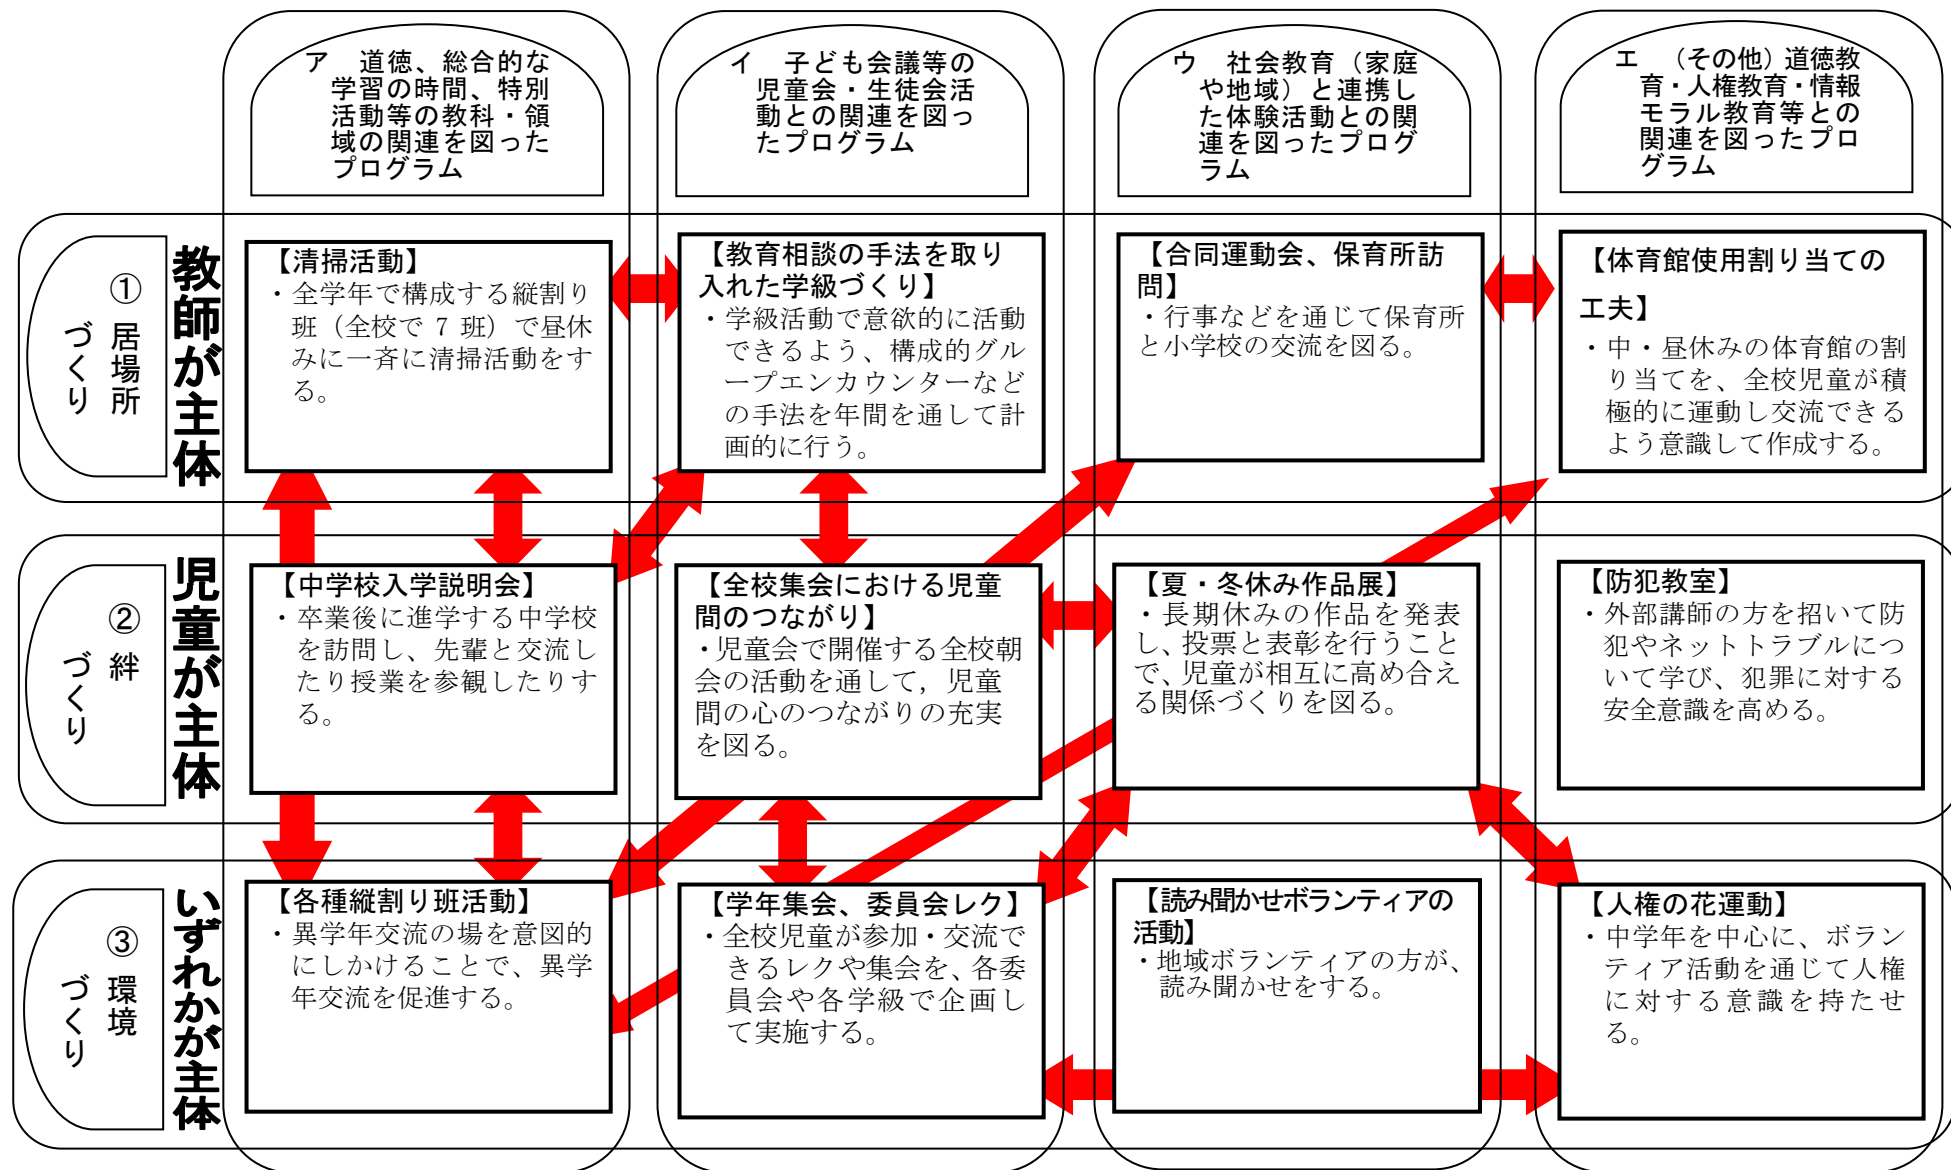 ア　道徳、総合的な
学習の時間、特別
活動等の教科・領
域の関連を図った
プログラム
イ　子ども会議等の
児童会・生徒会活
動との関連を図っ
たプログラム
ウ　社会教育（家庭
や地域）と連携し
た体験活動との関
連を図ったプログ
ラム
エ　（その他）道徳教
育・人権教育・情報
モラル教育等との
関連を図ったプロ
グラム
①居場所
づくり
教師が主体
【清掃活動】
・全学年で構成する縦割り
班（全校で 7 班）で昼休
みに一斉に清掃活動をす
る。
【教育相談の手法を取り
入れた学級づくり】
・学級活動で意欲的に活動
できるよう、構成的グル
ープエンカウンターなど
の手法を年間を通して計
画的に行う。
【合同運動会、保育所訪
問】
・行事などを通じて保育所
と小学校の交流を図る。
【体育館使用割り当ての
工夫】
・中・昼休みの体育館の割
り当てを、全校児童が積
極的に運動し交流できる
よう意識して作成する。
②絆
づくり
児童が主体
【中学校入学説明会】
・卒業後に進学する中学校
を訪問し、先輩と交流し
たり授業を参観したりす
る。
【全校集会における児童
間のつながり】
・児童会で開催する全校朝
会の活動を通して，児童
間の心のつながりの充実
を図る。
【夏・冬休み作品展】
・長期休みの作品を発表
し、投票と表彰を行うこと
で、児童が相互に高め合え
る関係づくりを図る。
【防犯教室】
・外部講師の方を招いて防
犯やネットトラブルにつ
いて学び、犯罪に対する
安全意識を高める。
③環境
づくり
いずれかが主体
【各種縦割り班活動】
・異学年交流の場を意図的
にしかけることで、異学
年交流を促進する。
【学年集会、委員会レク】
・全校児童が参加・交流で
きるレクや集会を、各委
員会や各学級で企画し
て実施する。
【読み聞かせボランティアの
活動】
・地域ボランティアの方が、
読み聞かせをする。
【人権の花運動】
・中学年を中心に、ボラン
ティア活動を通じて人権
に対する意識を持たせ
る。